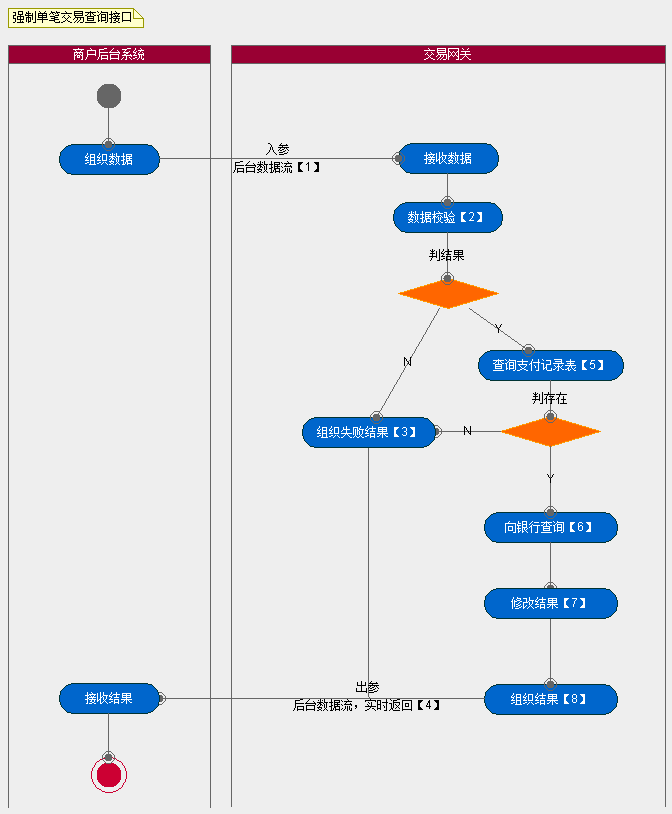 强制单笔交易查询接口
商户后台系统
交易网关
组织数据
入参
后台数据流【1】
接收数据
数据校验【2】
判结果
N
Y
查询支付记录表【5】
判存在
组织失败结果【3】
N
Y
向银行查询【6】
修改结果【7】
接收结果
出参
后台数据流，实时返回【4】
组织结果【8】